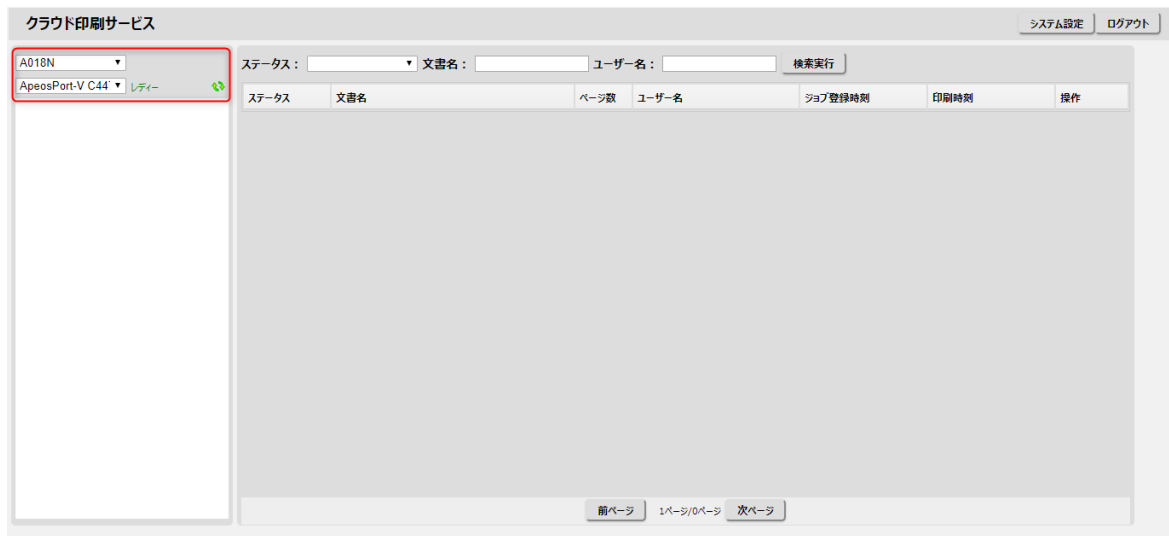 クラウド印刷サービス
システム設定
ログアウト
A018N
ApeosPort-V C44
レディー
ステータス：
文書名：
ユーザー名：
検索実行
ステータス
文書名
ページ数
ユーザー名
ジョブ登録時刻
印刷時刻
操作
前ページ
1ページ/0ページ
次ページ